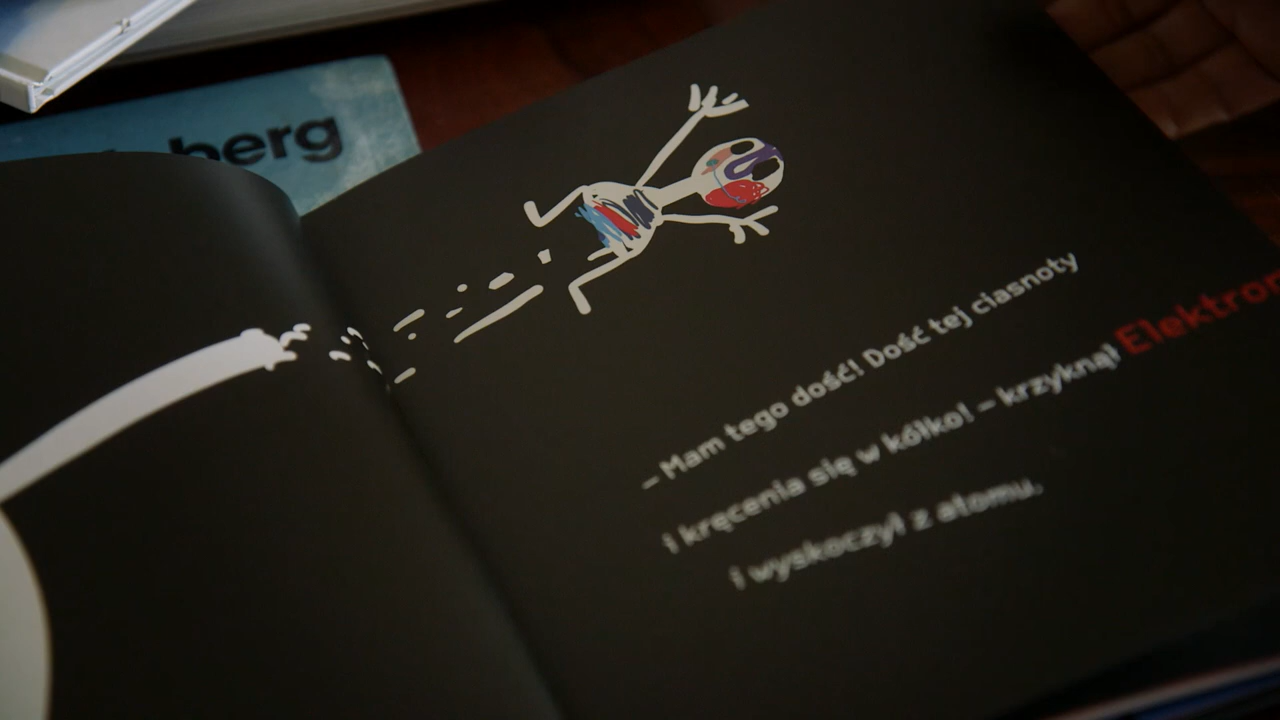 berg
– Mam tego dość! Dość tej ciasnoty
i kręcenia się w kółko! – krzyknął Elektron
i wyskoczył z atomu.